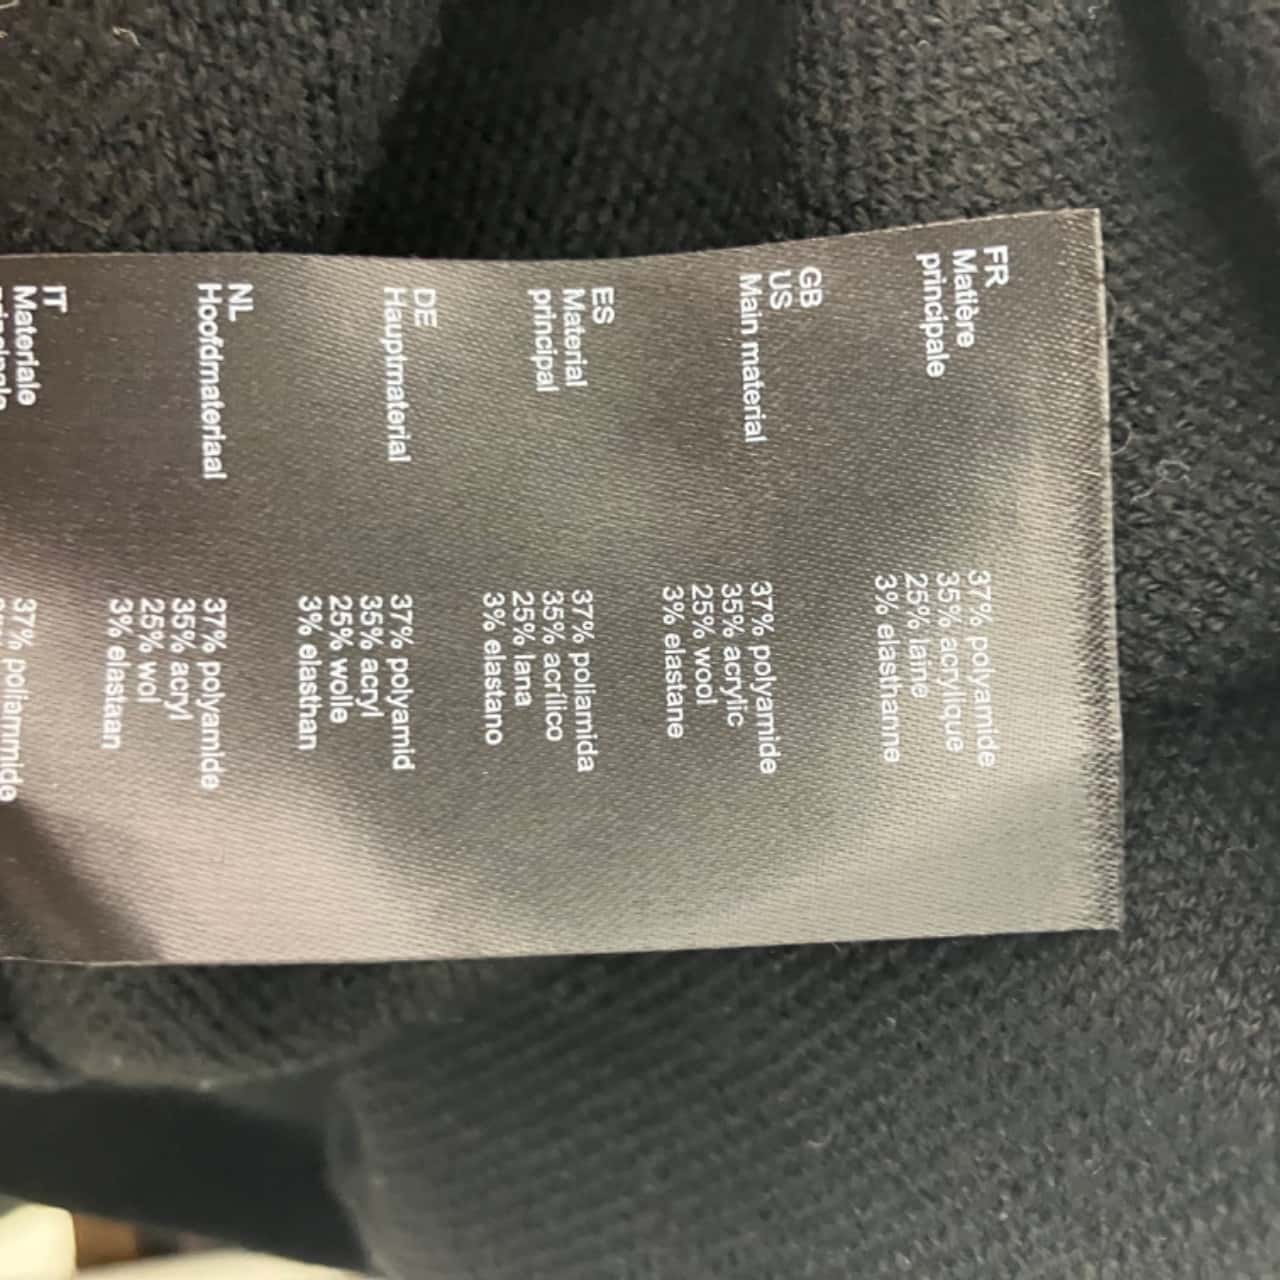 FR
Matière
principale
37% polyamide
35% acrylique
25% laine
3% élasthanne
GB
US
Main material
37% polyamide
35% acrylic
25% wool
3% elastane
ES
Material
principal
37% poliamida
35% acrílico
25% lana
3% elastano
DE
Hauptmaterial
37% polyamid
35% acryl
25% wolle
3% elasthan
NL
Hoofdmateriaal
37% polyamide
35% acryl
25% wol
3% elastaan
IT
Materiale
37% poliammide